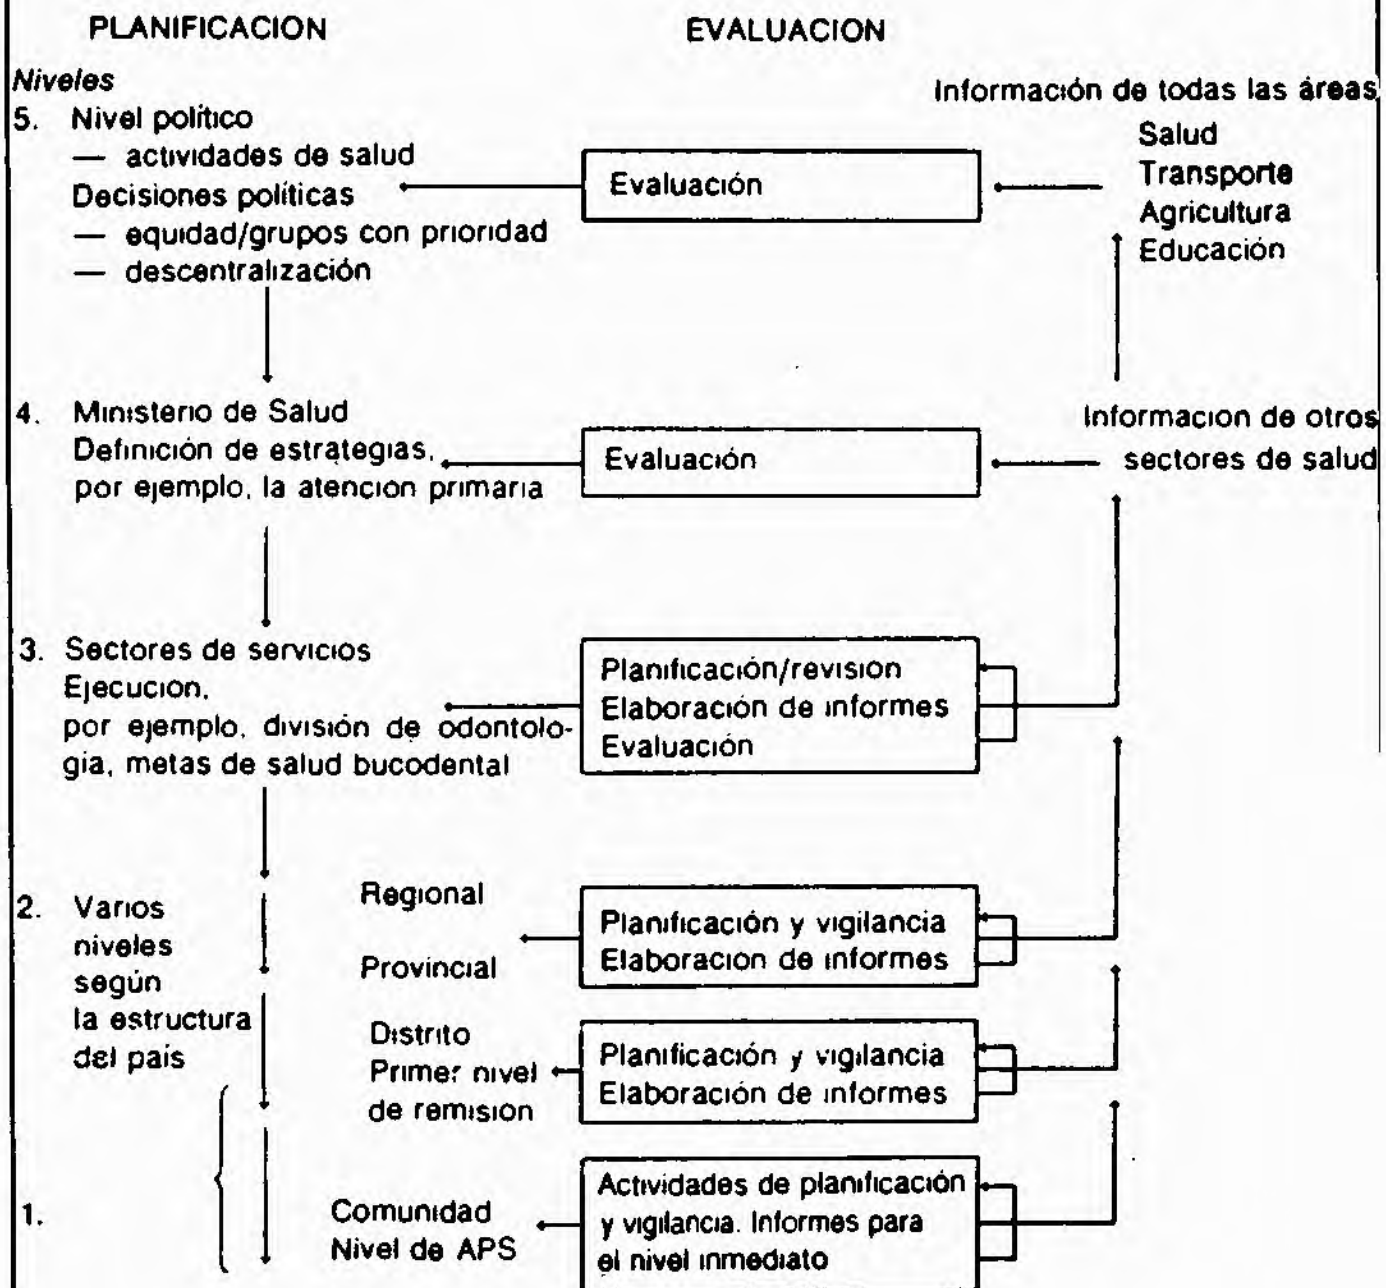 PLANIFICACION
EVALUACION
Niveles
5. Nivel político
— actividades de salud
Decisiones políticas
— equidad/grupos con prioridad
— descentralización
Evaluación
Información de todas las áreas
Salud
Transporte
Agricultura
Educación
4. Ministerio de Salud
Definición de estrategias,
por ejemplo, la atencion primaria
Evaluación
Informacion de otros
sectores de salud
3. Sectores de servicios
Ejecucion,
por ejemplo, división de odontolo-
gia, metas de salud bucodental
Planificación/revision
Elaboración de informes
Evaluación
2. Varios
niveles
según
la estructura
del país
Regional
Provincial
Planificación y vigilancia
Elaboracion de informes
Distrito
Primer nivel
de remision
Planificación y vigilancia
Elaboración de informes
1.
Comunidad
Nivel de APS
Actividades de planificación
y vigilancia. Informes para
el nivel inmediato